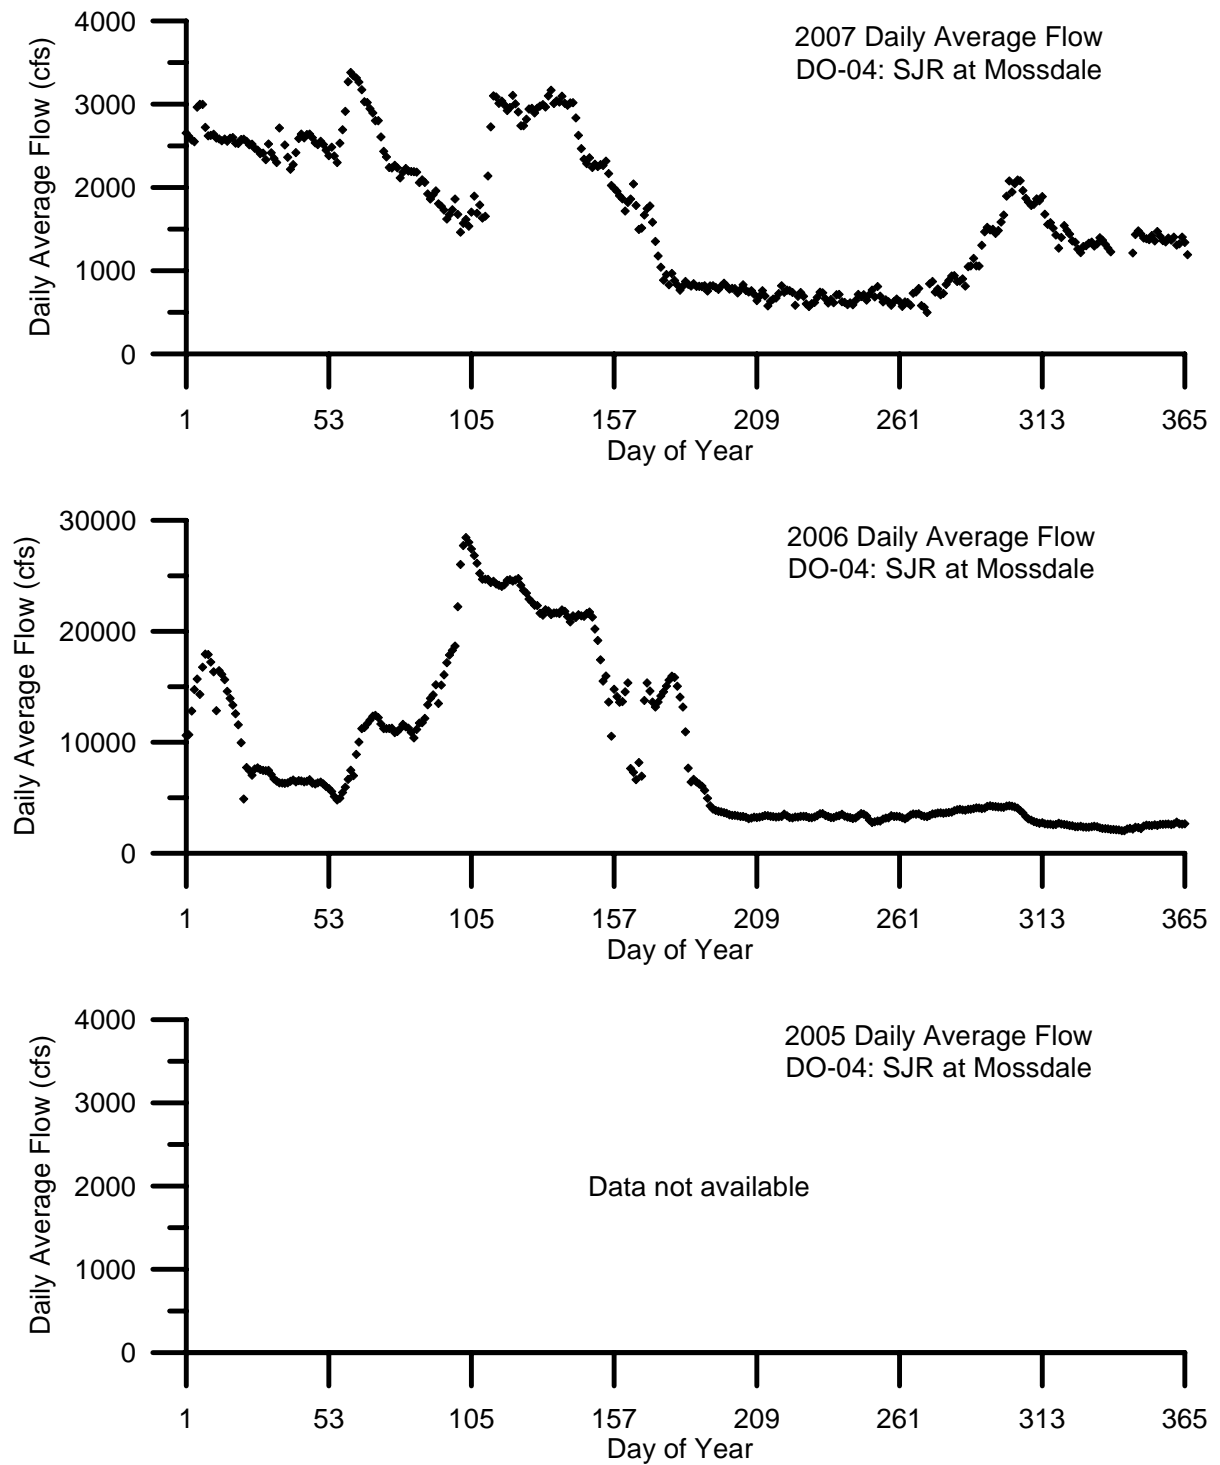 4000
3000
2000
1000
0
Daily Average Flow (cfs)
2007 Daily Average Flow
DO-04: SJR at Mossdale
1 53 105 157 209 261 313 365
Day of Year
30000
20000
10000
0
Daily Average Flow (cfs)
2006 Daily Average Flow
DO-04: SJR at Mossdale
1 53 105 157 209 261 313 365
Day of Year
4000
3000
2000
1000
0
Daily Average Flow (cfs)
2005 Daily Average Flow
DO-04: SJR at Mossdale
Data not available
1 53 105 157 209 261 313 365
Day of Year